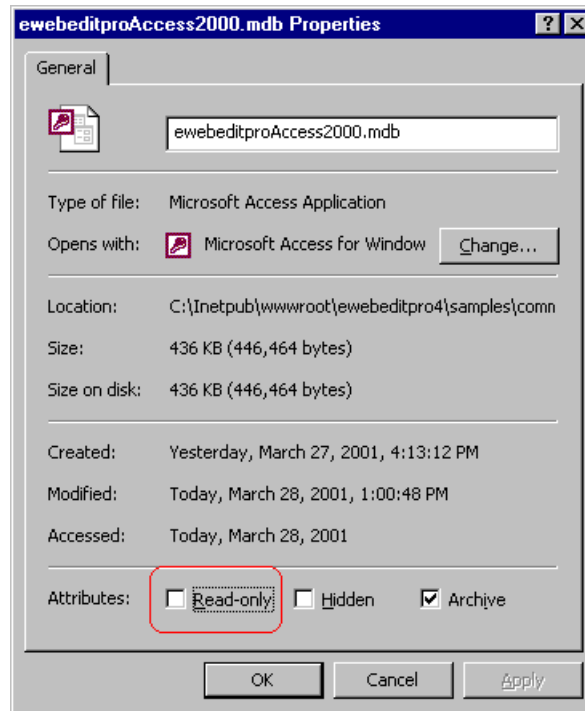 ewebeditproAccess2000.mdb Properties
General
ewebeditproAccess2000.mdb
Type of file: Microsoft Access Application
Opens with: Microsoft Access for Window Change...
Location: C:\Inetpub\wwwroot\ewebeditpro4\samples\comn
Size: 436 KB (446,464 bytes)
Size on disk: 436 KB (446,464 bytes)
Created: Yesterday, March 27, 2001, 4:13:12 PM
Modified: Today, March 28, 2001, 1:00:48 PM
Accessed: Today, March 28, 2001
Attributes: Read-only Hidden Archive
OK Cancel Apply